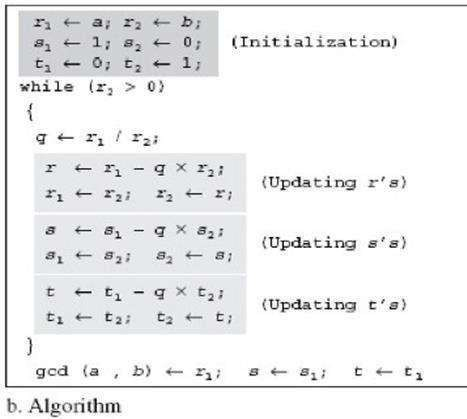 r₁ ← a; r₂ ← b;
s₁ ← 1; s₂ ← 0; (Initialization)
t₁ ← 0; t₂ ← 1;
while (r₂ > 0)
{
q ← r₁ / r₂;
r ← r₁ − q × r₂;
(Updating r's)
r₁ ← r₂; r₂ ← r;
s ← s₁ − q × s₂;
(Updating s's)
s₁ ← s₂; s₂ ← s;
t ← t₁ − q × t₂;
(Updating t's)
t₁ ← t₂; t₂ ← t;
}
gcd (a , b) ← r₁; s ← s₁; t ← t₁
b. Algorithm